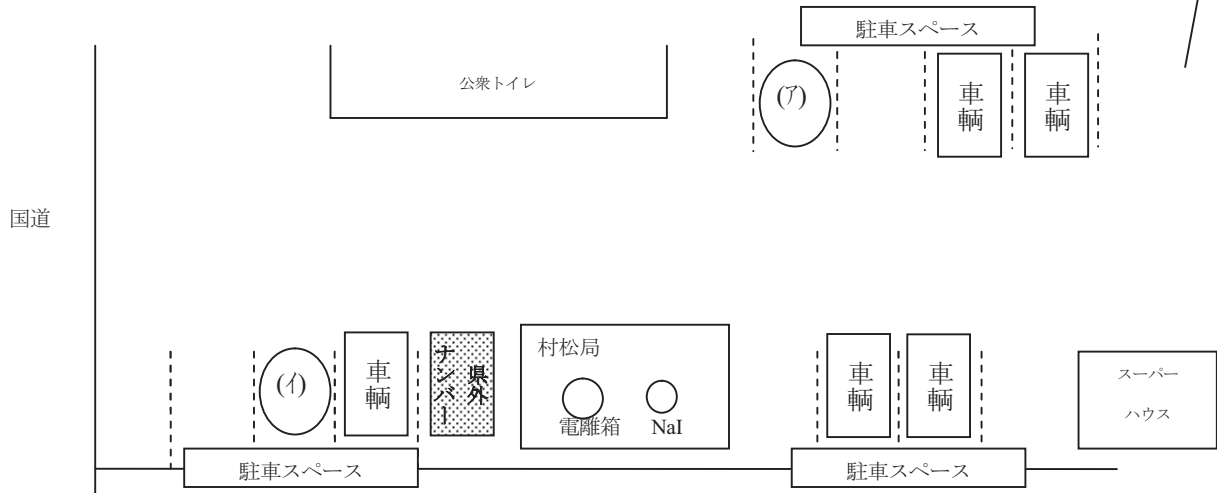 駐車スペース
公衆トイレ
(ア)
車輌
車輌
国道
(イ)
車輌
県外
ナンバー
村松局
電離箱
NaI
車輌
車輌
スーパー
ハウス
駐車スペース
駐車スペース